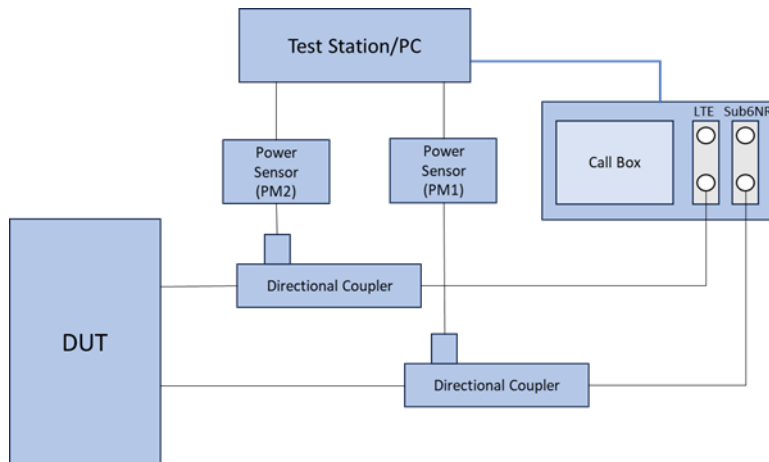 Test Station/PC
LTE Sub6NR
Power
Sensor
(PM2)
Power
Sensor
(PM1)
Call Box
Directional Coupler
DUT
Directional Coupler